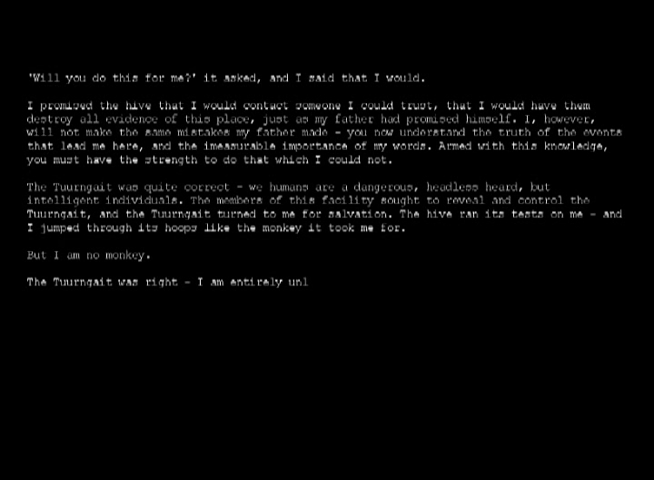 'Will you do this for me?' it asked, and I said that I would.
I promised the hive that I would contact someone I could trust, that I would have them
destroy all evidence of this place, just as my father had promised himself. I, however,
will not make the same mistakes my father made - you now understand the truth of the events
that lead me here, and the imeasurable importance of my words. Armed with this knowledge,
you must have the strength to do that which I could not.
The Tuurngait was quite correct - we humans are a dangerous, headless heard, but
intelligent individuals. The members of this facility sought to reveal and control the
Tuurngait, and the Tuurngait turned to me for salvation. The hive ran its tests on me - and
I jumped through its hoops like the monkey it took me for.
But I am no monkey.
The Tuurngait was right - I am entirely unl